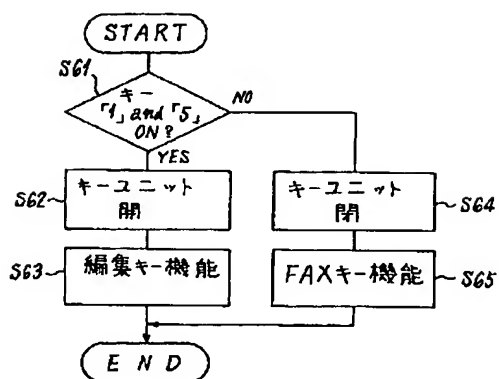 START
S61
キー
「1」and「5」
ON?
NO
YES
S62
キーユニット
開
キーユニット
閉
S64
S63
編集キー機能
FAXキー機能
S65
END